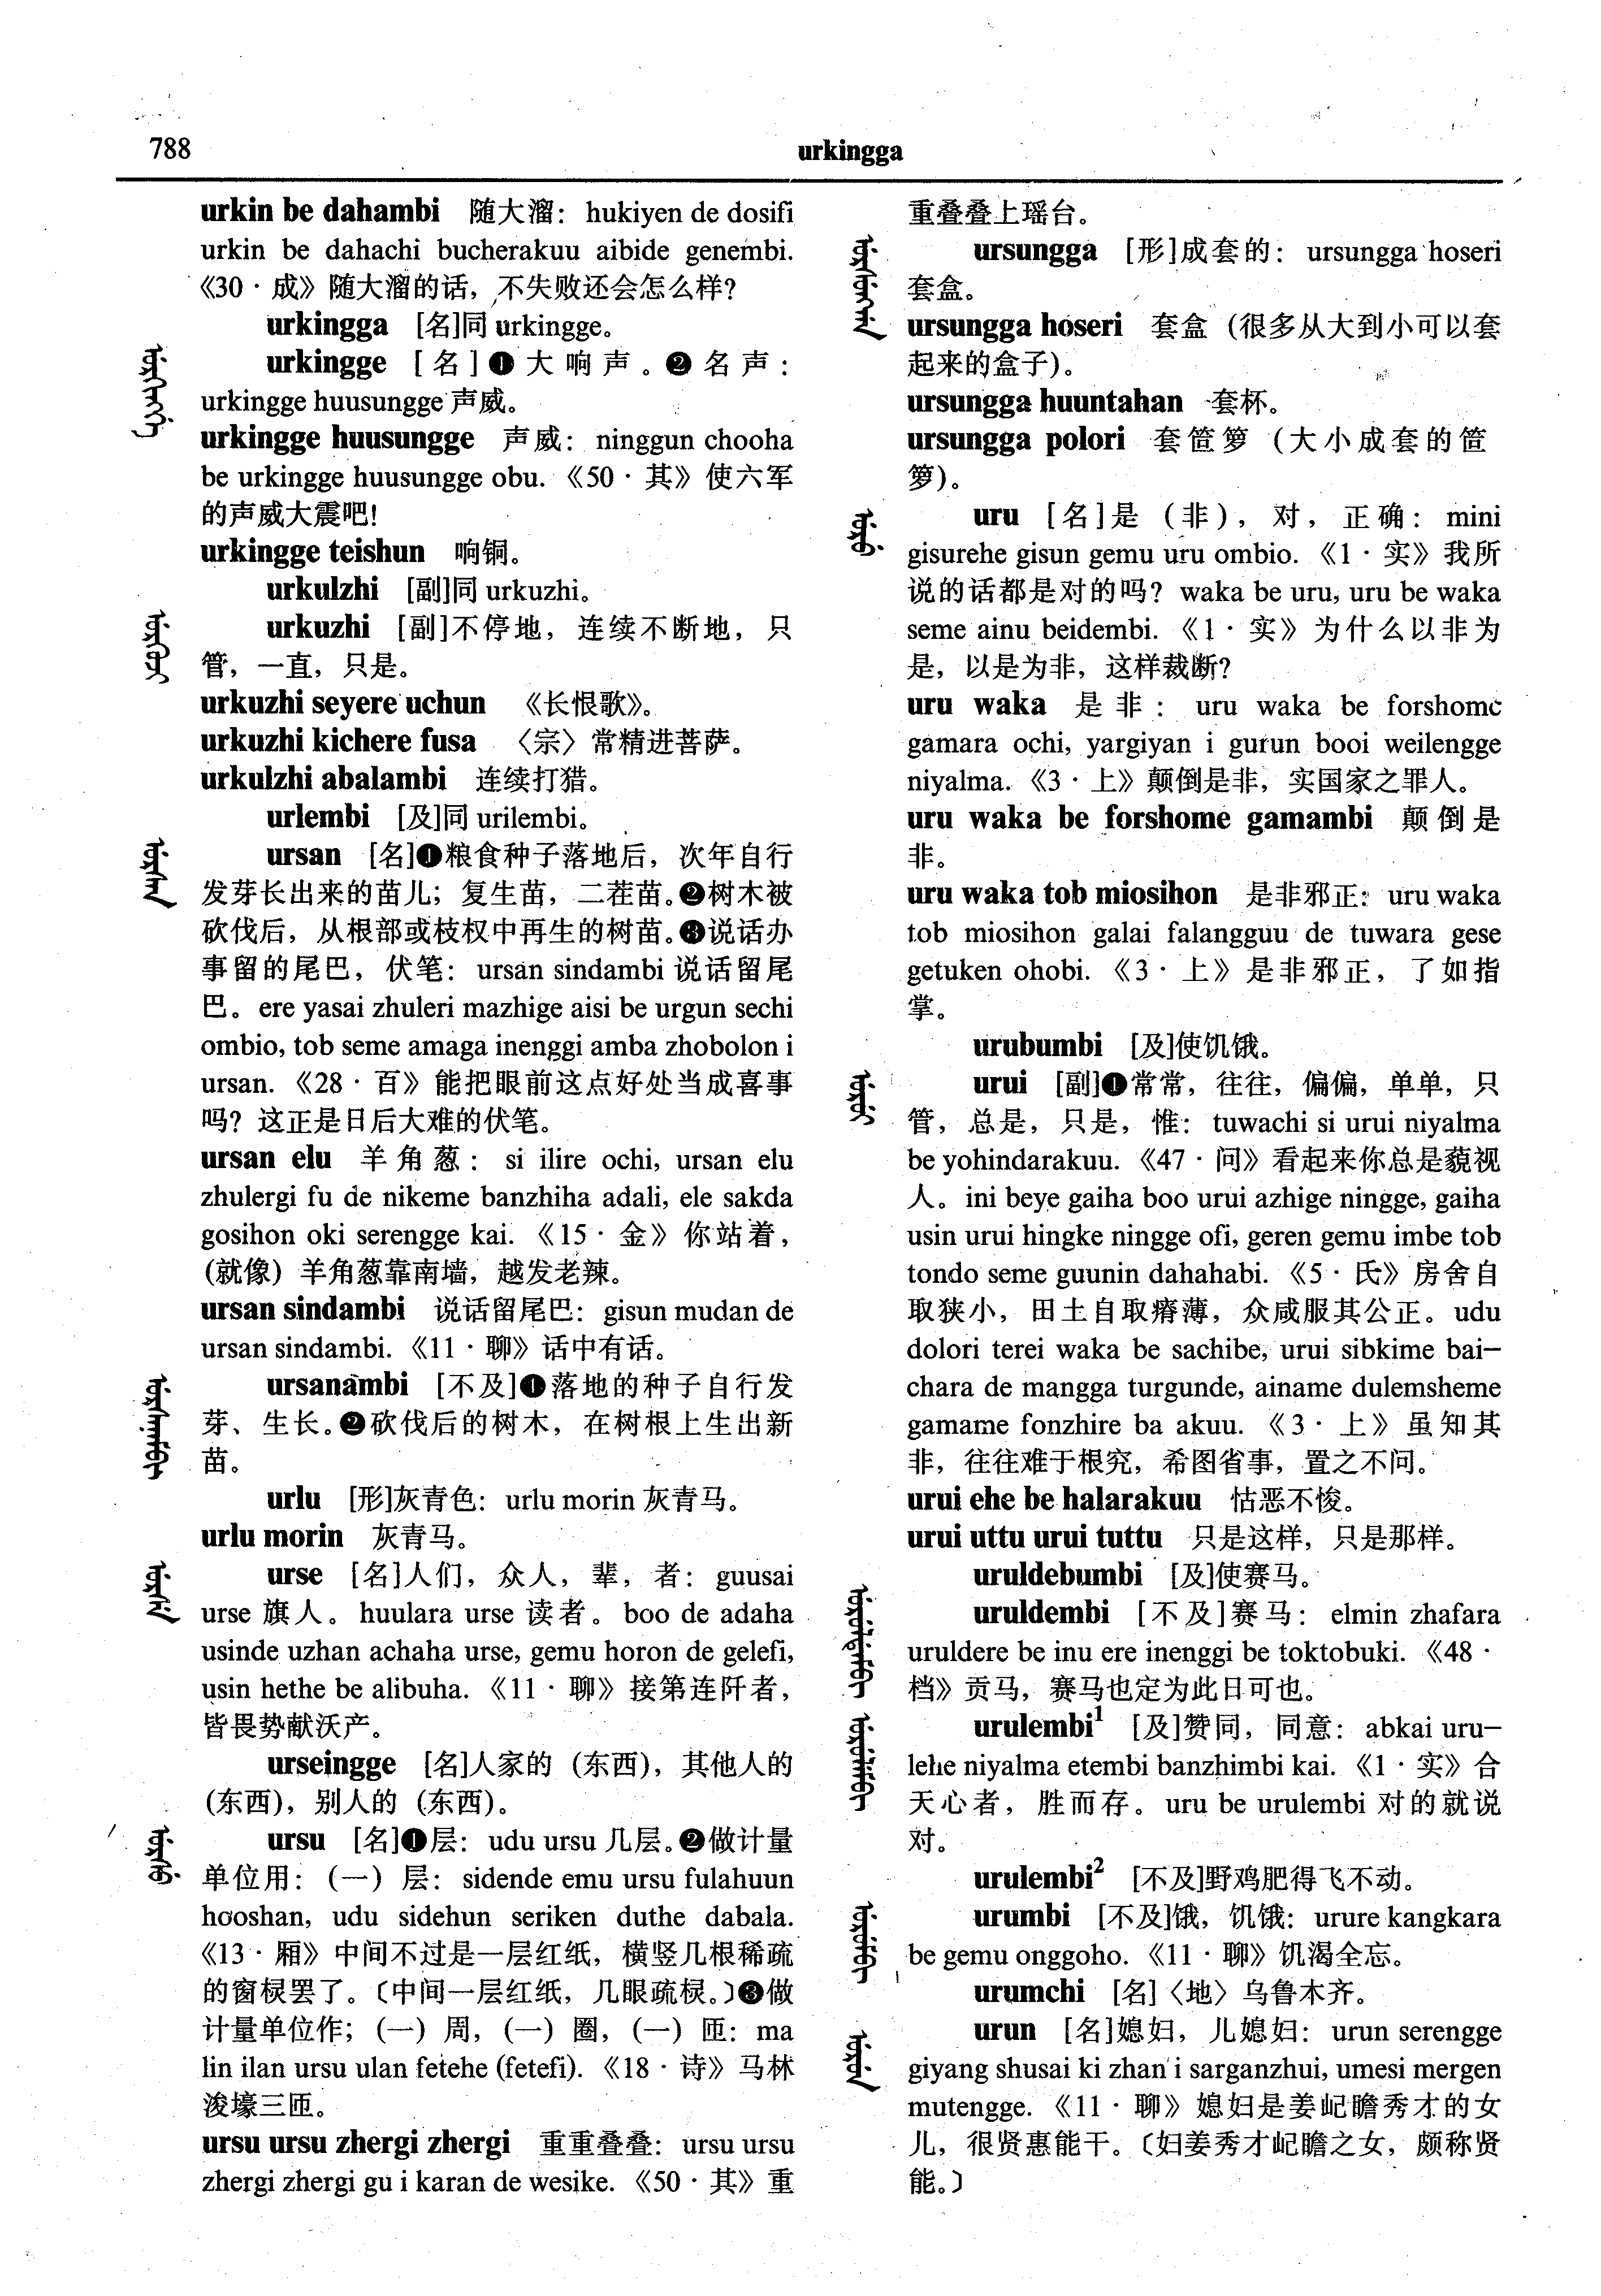 788
urkingga
urkin be dahambi 随大溜：hukiyen de dosifi
urkin be dahachi bucherakuu aibide genembi.
《30·成》随大溜的话，不失败还会怎么样？
urkingga [名]同 urkingge。
urkingge [名]❶大响声。❷名声：
urkingge huusungge 声威。
urkingge huusungge 声威：ninggun chooha
be urkingge huusungge obu.《50·其》使六军
的声威大震吧！
urkingge teishun 响铜。
urkulzhi [副]同 urkuzhi。
urkuzhi [副]不停地，连续不断地，只
管，一直，只是。
urkuzhi seyere uchun 《长恨歌》。
urkuzhi kichere fusa 〈宗〉常精进菩萨。
urkulzhi abalambi 连续打猎。
urlembi [及]同 urilembi。
ursan [名]❶粮食种子落地后，次年自行
发芽长出来的苗儿；复生苗，二茬苗。❷树木被
砍伐后，从根部或枝杈中再生的树苗。❸说话办
事留的尾巴，伏笔：ursan sindambi 说话留尾
巴。ere yasai zhuleri mazhige aisi be urgun sechi
ombio, tob seme amaga inenggi amba zhobolon i
ursan.《28·百》能把眼前这点好处当成喜事
吗？这正是日后大难的伏笔。
ursan elu 羊角葱：si ilire ochi, ursan elu
zhulergi fu de nikeme banzhiha adali, ele sakda
gosihon oki serengge kai.《15·金》你站着，
（就像）羊角葱靠南墙，越发老辣。
ursan sindambi 说话留尾巴：gisun mudan de
ursan sindambi.《11·聊》话中有话。
ursanambi [不及]❶落地的种子自行发
芽、生长。❷砍伐后的树木，在树根上生出新
苗。
urlu [形]灰青色：urlu morin 灰青马。
urlu morin 灰青马。
urse [名]人们，众人，辈，者：guusai
urse 旗人。huulara urse 读者。boo de adaha
usinde uzhan achaha urse, gemu horon de gelefi,
usin hethe be alibuha.《11·聊》接第连阡者，
皆畏势献沃产。
urseingge [名]人家的（东西），其他人的
（东西），别人的（东西）。
ursu [名]❶层：udu ursu 几层。❷做计量
单位用：（一）层：sidende emu ursu fulahuun
hooshan, udu sidehun seriken duthe dabala.
《13·厢》中间不过是一层红纸，横竖几根稀疏
的窗棂罢了。〔中间一层红纸，几眼疏棂。〕❸做
计量单位作；（一）周，（一）圈，（一）匝：ma
lin ilan ursu ulan fetehe (fetefi).《18·诗》马林
浚壕三匝。
ursu ursu zhergi zhergi 重重叠叠：ursu ursu
zhergi zhergi gu i karan de wesike.《50·其》重
重叠叠上瑶台。
ursungga [形]成套的：ursungga hoseri
套盒。
ursungga hoseri 套盒（很多从大到小可以套
起来的盒子）。
ursungga huuntahan 套杯。
ursungga polori 套笸箩（大小成套的笸
箩）。
uru [名]是（非），对，正确：mini
gisurehe gisun gemu uru ombio.《1·实》我所
说的话都是对的吗？waka be uru, uru be waka
seme ainu beidembi.《1·实》为什么以非为
是，以是为非，这样裁断？
uru waka 是非：uru waka be forshome
gamara ochi, yargiyan i gurun booi weilengge
niyalma.《3·上》颠倒是非，实国家之罪人。
uru waka be forshome gamambi 颠倒是
非。
uru waka tob miosihon 是非邪正：uru waka
tob miosihon galai falangguu de tuwara gese
getuken ohobi.《3·上》是非邪正，了如指
掌。
urubumbi [及]使饥饿。
urui [副]❶常常，往往，偏偏，单单，只
管，总是，只是，惟：tuwachi si urui niyalma
be yohindarakuu.《47·问》看起来你总是藐视
人。ini beye gaiha boo urui azhige ningge, gaiha
usin urui hingke ningge ofi, geren gemu imbe tob
tondo seme guunin dahahabi.《5·氏》房舍自
取狭小，田土自取瘠薄，众咸服其公正。udu
dolori terei waka be sachibe, urui sibkime bai–
chara de mangga turgunde, ainame dulemsheme
gamame fonzhire ba akuu.《3·上》虽知其
非，往往难于根究，希图省事，置之不问。
urui ehe be halarakuu 怙恶不悛。
urui uttu urui tuttu 只是这样，只是那样。
uruldebumbi [及]使赛马。
uruldembi [不及]赛马：elmin zhafara
uruldere be inu ere inenggi be toktobuki.《48·
档》贡马，赛马也定为此日可也。
urulembi¹ [及]赞同，同意：abkai uru–
lehe niyalma etembi banzhimbi kai.《1·实》合
天心者，胜而存。uru be urulembi 对的就说
对。
urulembi² [不及]野鸡肥得飞不动。
urumbi [不及]饿，饥饿：urure kangkara
be gemu onggoho.《11·聊》饥渴全忘。
urumchi [名]〈地〉乌鲁木齐。
urun [名]媳妇，儿媳妇：urun serengge
giyang shusai ki zhan i sarganzhui, umesi mergen
mutengge.《11·聊》媳妇是姜屺瞻秀才的女
儿，很贤惠能干。〔妇姜秀才屺瞻之女，颇称贤
能。〕